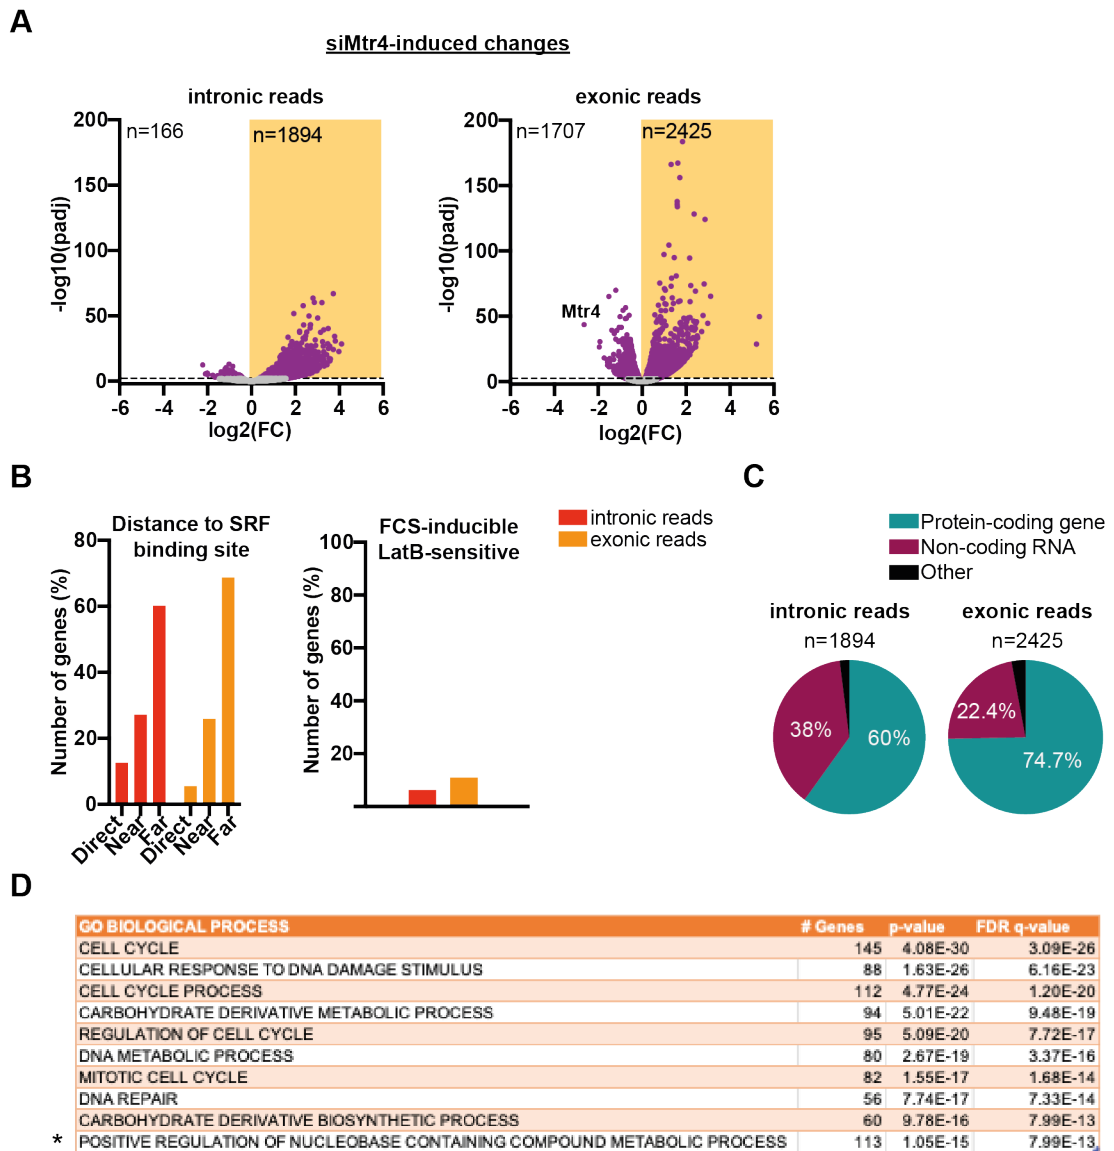 A
siMtr4-induced changes
intronic reads
exonic reads
200
150
100
50
0
-log10(padj)
n=166
n=1894
-6 -4 -2 0 2 4 6
log2(FC)
200
150
100
50
0
-log10(padj)
n=1707
n=2425
Mtr4
-6 -4 -2 0 2 4 6
log2(FC)
B
Distance to SRF
binding site
80
60
40
20
0
Number of genes (%)
Direct Near Far Direct Near Far
FCS-inducible
LatB-sensitive
100
80
60
40
20
Number of genes (%)
intronic reads
exonic reads
C
Protein-coding gene
Non-coding RNA
Other
intronic reads
n=1894
38%
60%
exonic reads
n=2425
22.4%
74.7%
D
GO BIOLOGICAL PROCESS # Genes p-value FDR q-value
CELL CYCLE 145 4.08E-30 3.09E-26
CELLULAR RESPONSE TO DNA DAMAGE STIMULUS 88 1.63E-26 6.16E-23
CELL CYCLE PROCESS 112 4.77E-24 1.20E-20
CARBOHYDRATE DERIVATIVE METABOLIC PROCESS 94 5.01E-22 9.48E-19
REGULATION OF CELL CYCLE 95 5.09E-20 7.72E-17
DNA METABOLIC PROCESS 80 2.67E-19 3.37E-16
MITOTIC CELL CYCLE 82 1.55E-17 1.68E-14
DNA REPAIR 56 7.74E-17 7.33E-14
CARBOHYDRATE DERIVATIVE BIOSYNTHETIC PROCESS 60 9.78E-16 7.99E-13
* POSITIVE REGULATION OF NUCLEOBASE CONTAINING COMPOUND METABOLIC PROCESS 113 1.05E-15 7.99E-13